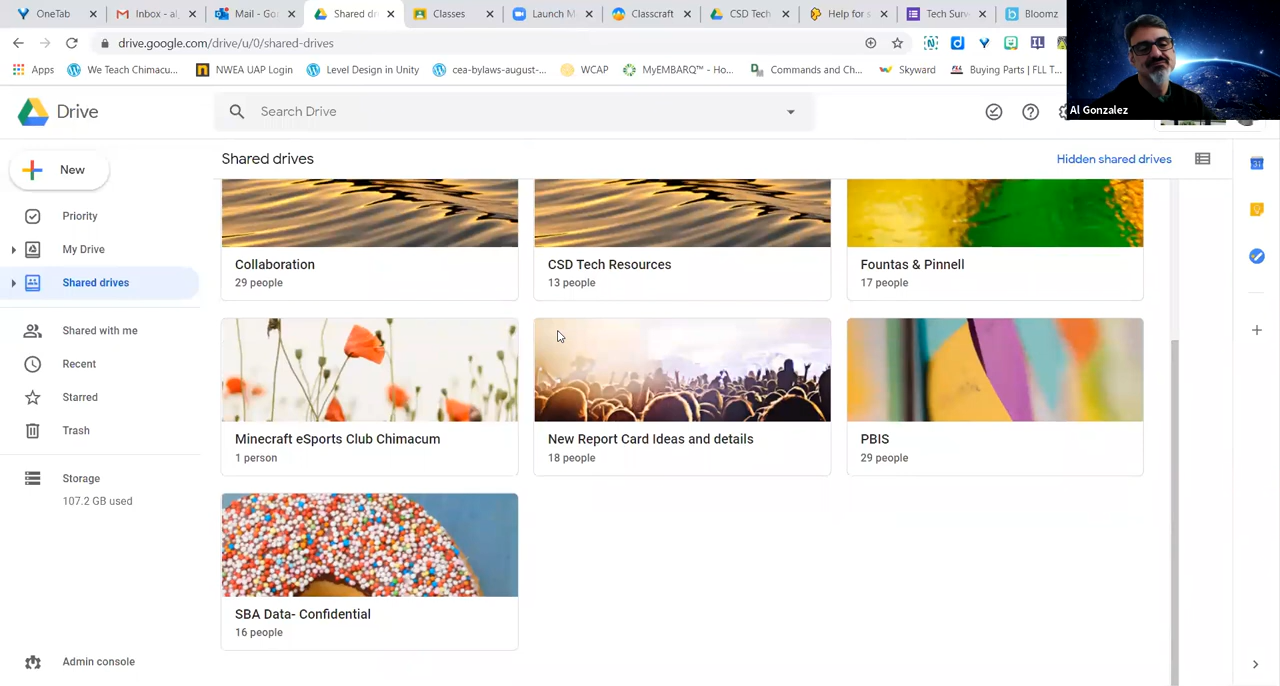 OneTab
Inbox - al
Mail - Go
Shared dr
Classes
Launch M
Classcraft
CSD Tech
Help for s
Tech Surv
Bloomz
drive.google.com/drive/u/0/shared-drives
Apps
We Teach Chimacu...
NWEA UAP Login
Level Design in Unity
cea-bylaws-august-...
WCAP
MyEMBARQ™ - Ho...
Commands and Ch...
Skyward
Buying Parts | FLL T...
Al Gonzalez
Drive
Search Drive
New
Shared drives
Hidden shared drives
Priority
My Drive
Shared drives
Shared with me
Recent
Starred
Trash
Storage
107.2 GB used
Admin console
Collaboration
29 people
CSD Tech Resources
13 people
Fountas & Pinnell
17 people
Minecraft eSports Club Chimacum
1 person
New Report Card Ideas and details
18 people
PBIS
29 people
SBA Data- Confidential
16 people
31